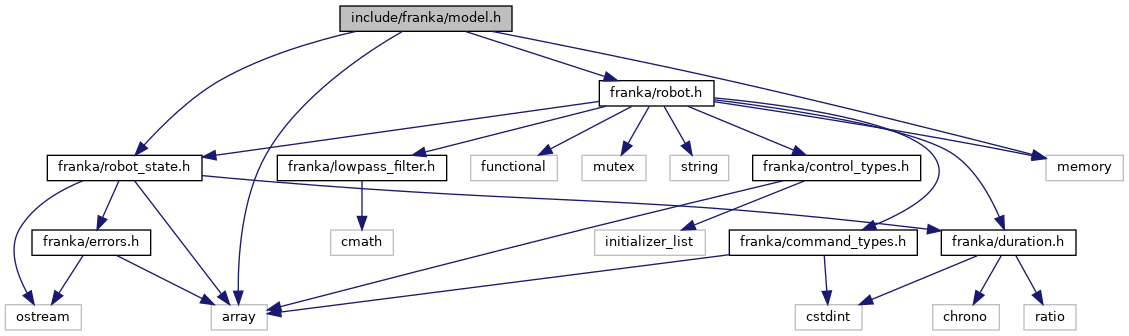 include/franka/model.h
franka/robot.h
franka/robot_state.h
franka/lowpass_filter.h
functional
mutex
string
franka/control_types.h
memory
franka/errors.h
cmath
initializer_list
franka/command_types.h
franka/duration.h
ostream
array
cstdint
chrono
ratio